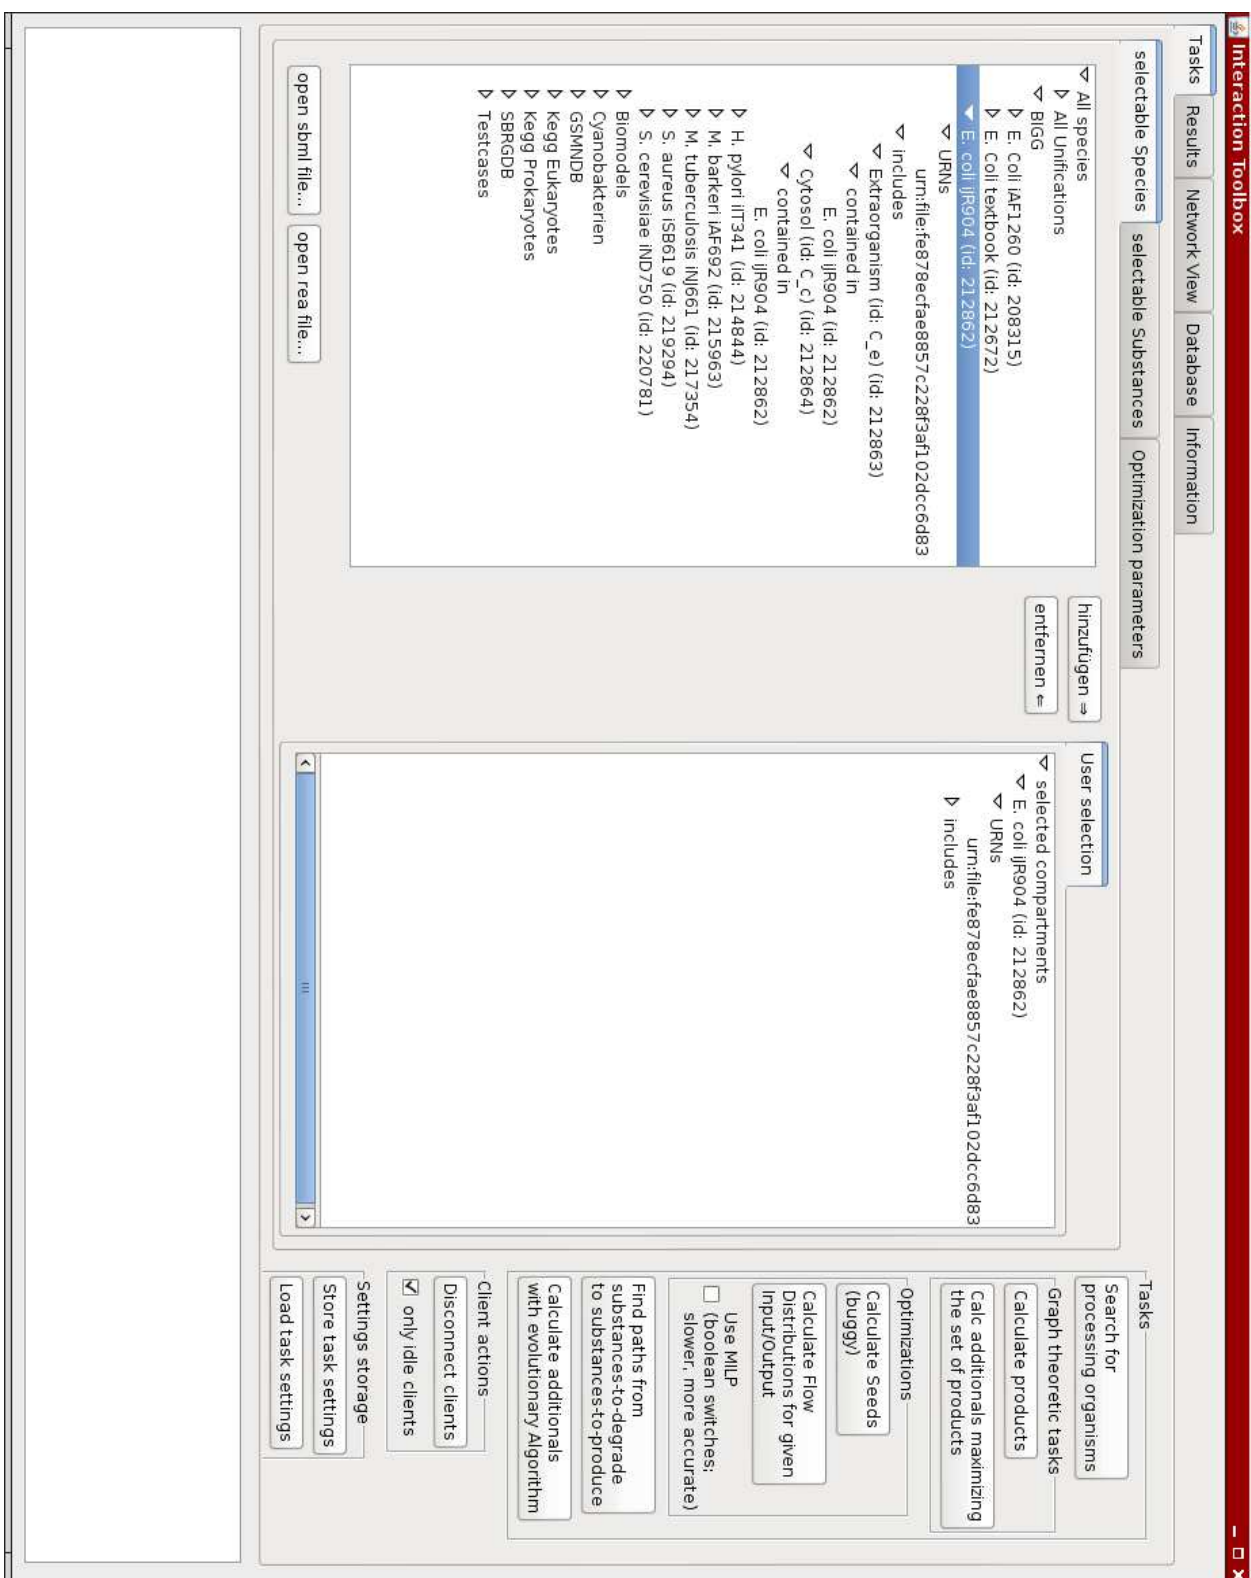 Interaction Toolbox
Tasks Results Network View Database Information
selectable Species selectable Substances Optimization parameters
All species
All Unifications
BIGG
E. Coli iAF1260 (id: 208315)
E. Coli textbook (id: 212672)
E. coli iJR904 (id: 212862)
URNs
urn:file:fe878ecfae8857c228f3af102dcc6d83
includes
Extraorganism (id: C_e) (id: 212863)
contained in
E. coli iJR904 (id: 212862)
Cytosol (id: C_c) (id: 212864)
contained in
E. coli iJR904 (id: 212862)
H. pylori iIT341 (id: 214844)
M. barkeri iAF692 (id: 215963)
M. tuberculosis iNJ661 (id: 217354)
S. aureus iSB619 (id: 219294)
S. cerevisiae iND750 (id: 220781)
Biomodels
Cyanobakterien
GSMNDB
Kegg Eukaryotes
Kegg Prokaryotes
SBRGDB
Testcases
open sbml file... open rea file...
hinzufügen ⇒
entfernen ⇐
User selection
selected compartments
E. coli iJR904 (id: 212862)
URNs
urn:file:fe878ecfae8857c228f3af102dcc6d83
includes
Tasks
Search for
processing organisms
Graph theoretic tasks
Calculate products
Calc additionals maximizing
the set of products
Optimizations
Calculate Seeds
(buggy)
Calculate Flow
Distributions for given
Input/Output
Use MILP
(boolean switches;
slower, more accurate)
Find paths from
substances-to-degrade
to substances-to-produce
Calculate additionals
with evolutionary Algorithm
Client actions
Disconnect clients
only idle clients
Settings storage
Store task settings
Load task settings